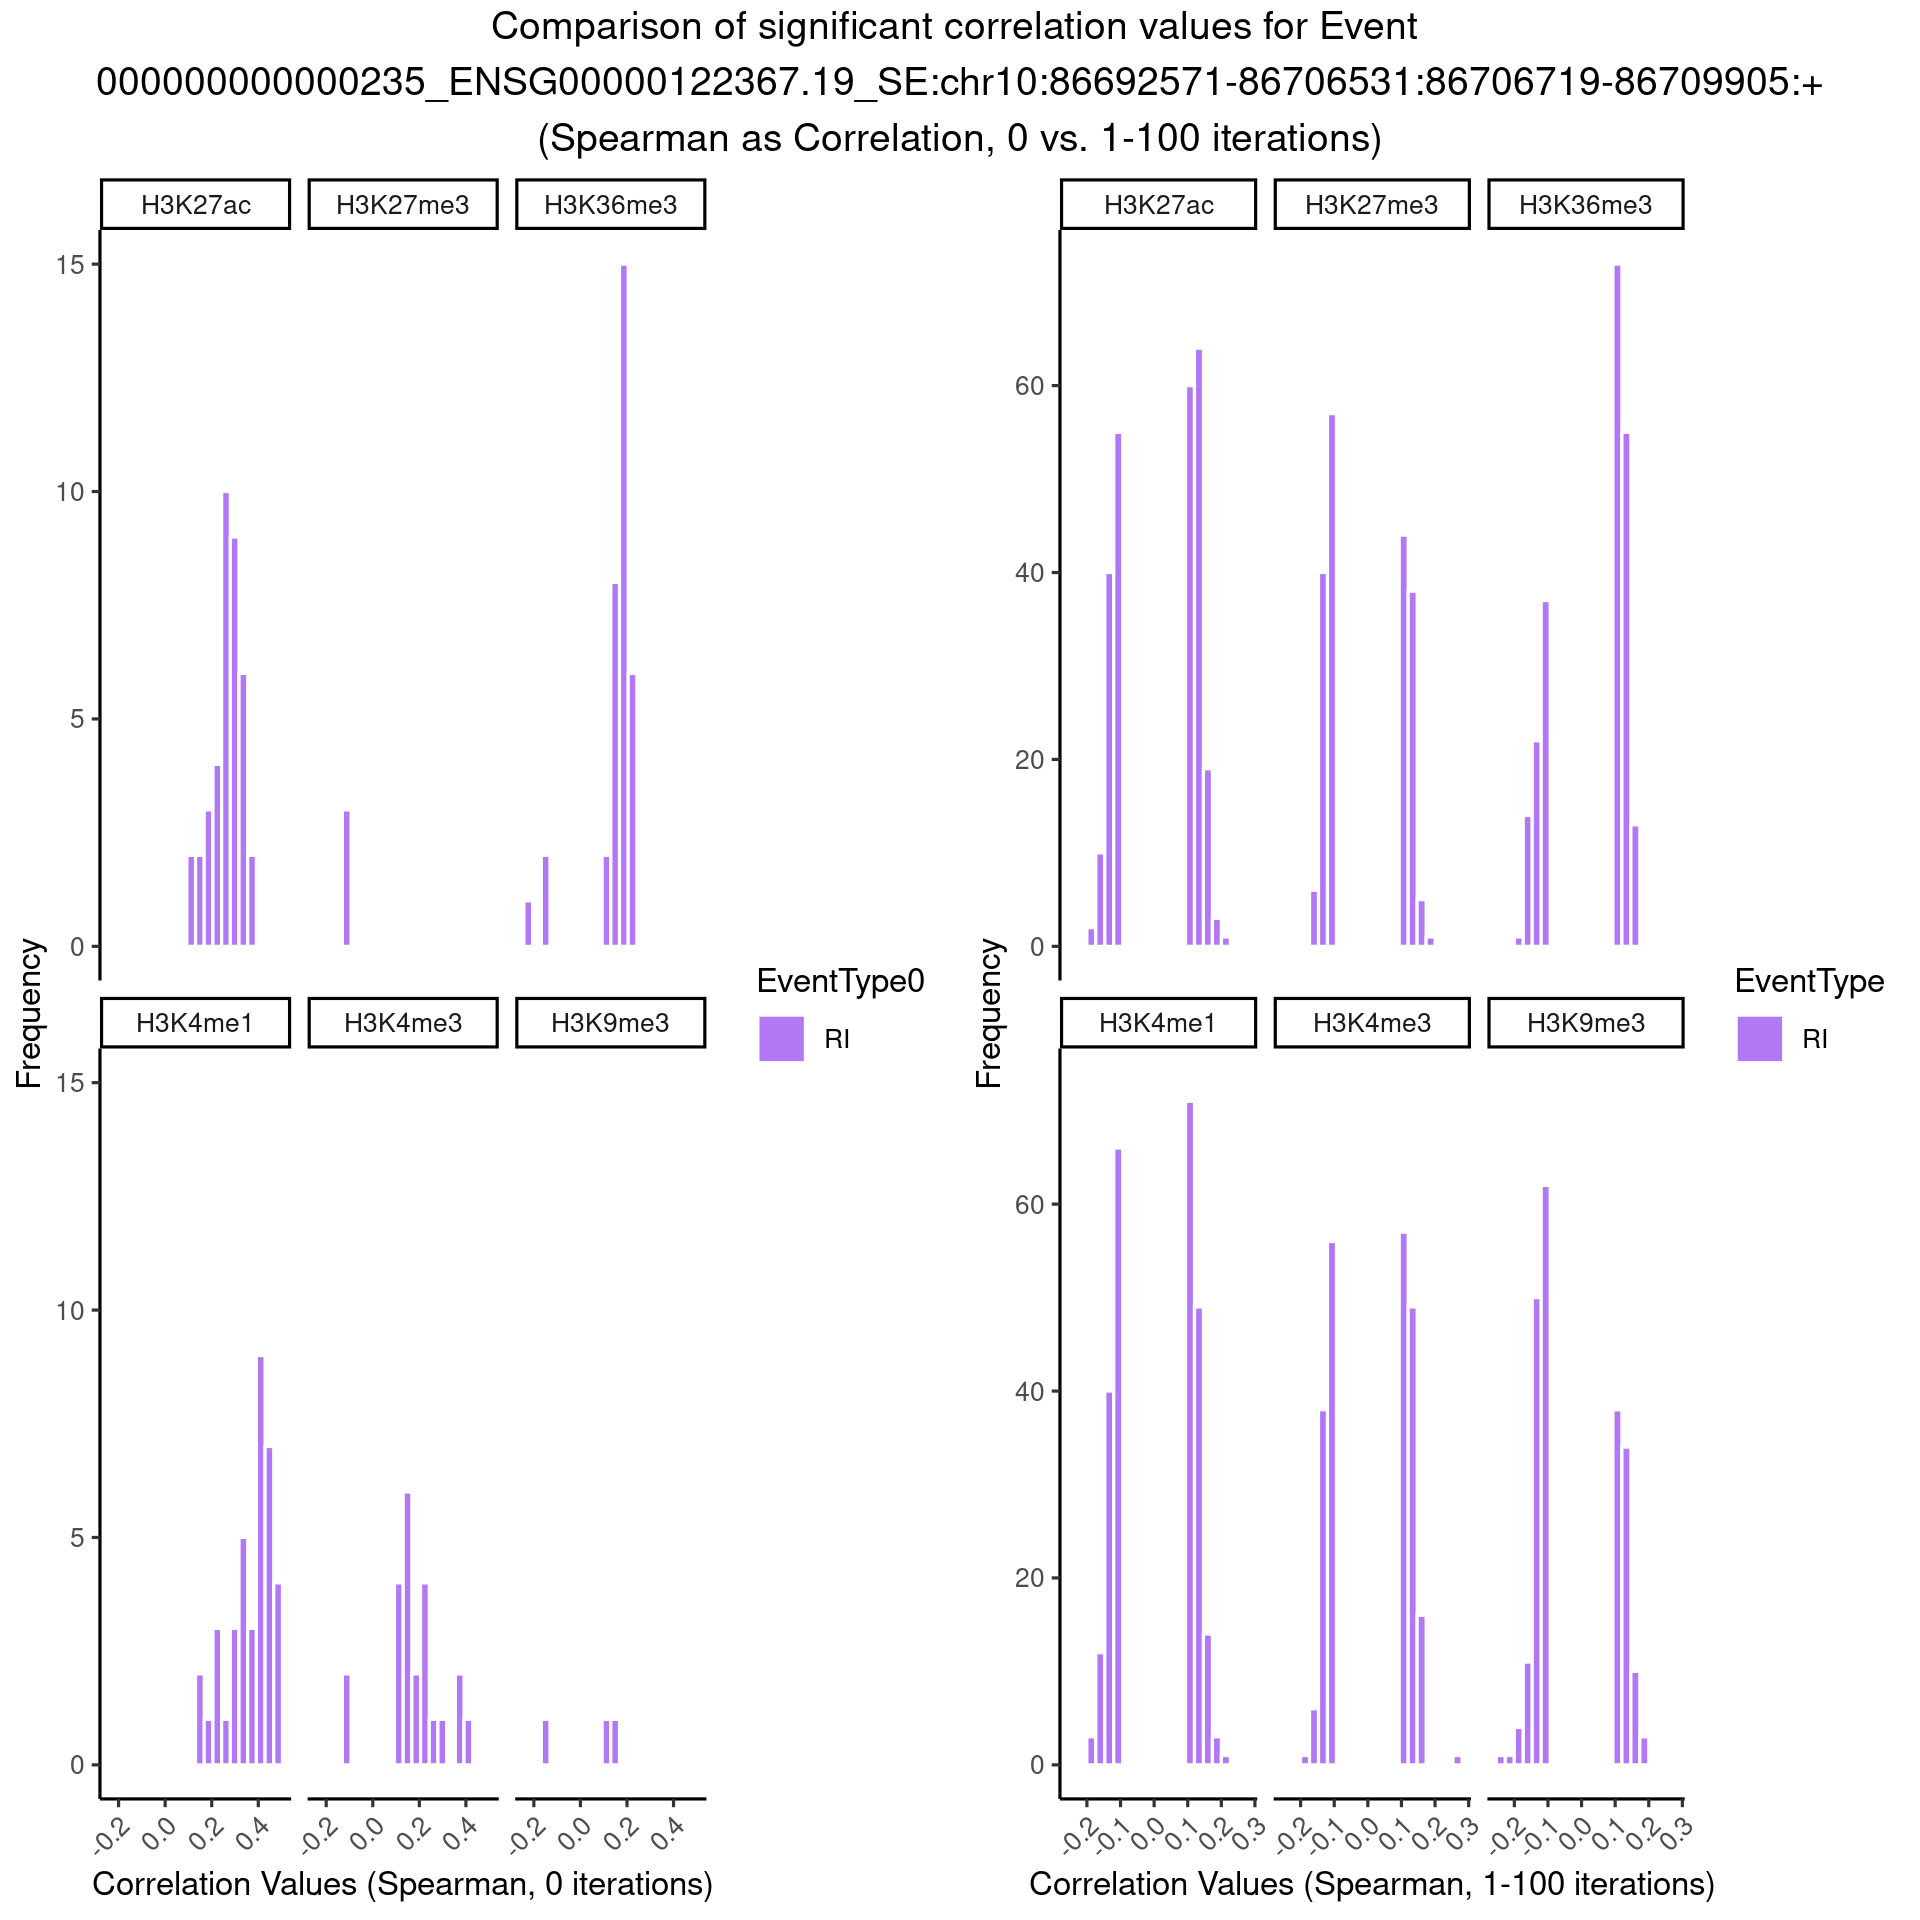 Comparison of significant correlation values for Event
000000000000235_ENSG00000122367.19_SE:chr10:86692571-86706531:86706719-86709905:+
(Spearman as Correlation, 0 vs. 1-100 iterations)
H3K27ac H3K27me3 H3K36me3
15
10
5
0
H3K4me1 H3K4me3 H3K9me3
15
10
5
0
-0.2 0.0 0.2 0.4 -0.2 0.0 0.2 0.4 -0.2 0.0 0.2 0.4
Correlation Values (Spearman, 0 iterations)
Frequency
EventType0
RI
H3K27ac H3K27me3 H3K36me3
60
40
20
0
H3K4me1 H3K4me3 H3K9me3
60
40
20
0
-0.2 -0.1 -0.0 -0.1 0.2 0.3 -0.2 -0.1 -0.0 -0.1 0.2 0.3 -0.2 -0.1 -0.0 -0.1 0.2 0.3
Correlation Values (Spearman, 1-100 iterations)
Frequency
EventType
RI